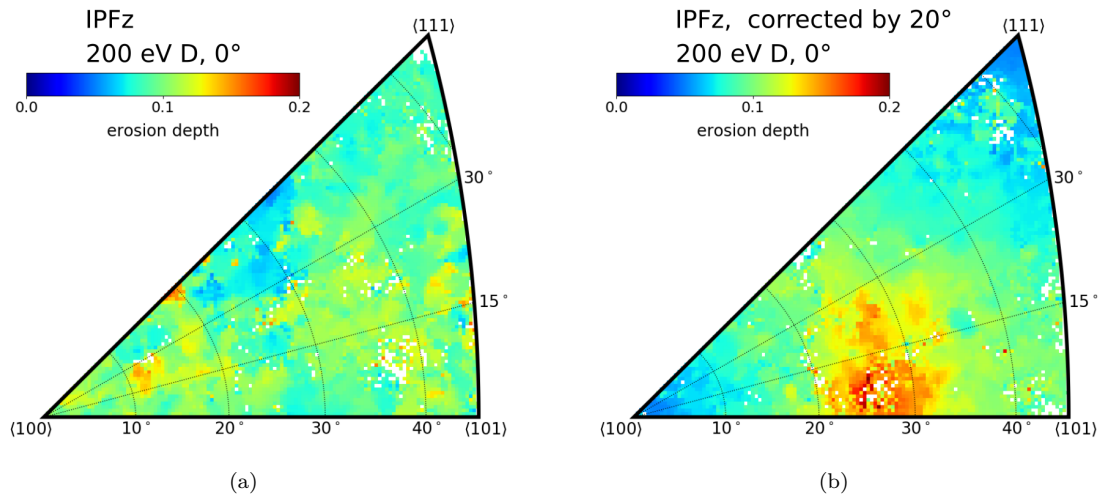 IPFz
200 eV D, 0°
0.0 0.1 0.2
erosion depth
⟨111⟩
30°
15°
⟨100⟩ 10° 20° 30° 40° ⟨101⟩
(a)
IPFz, corrected by 20°
200 eV D, 0°
0.0 0.1 0.2
erosion depth
⟨111⟩
30°
15°
⟨100⟩ 10° 20° 30° 40° ⟨101⟩
(b)